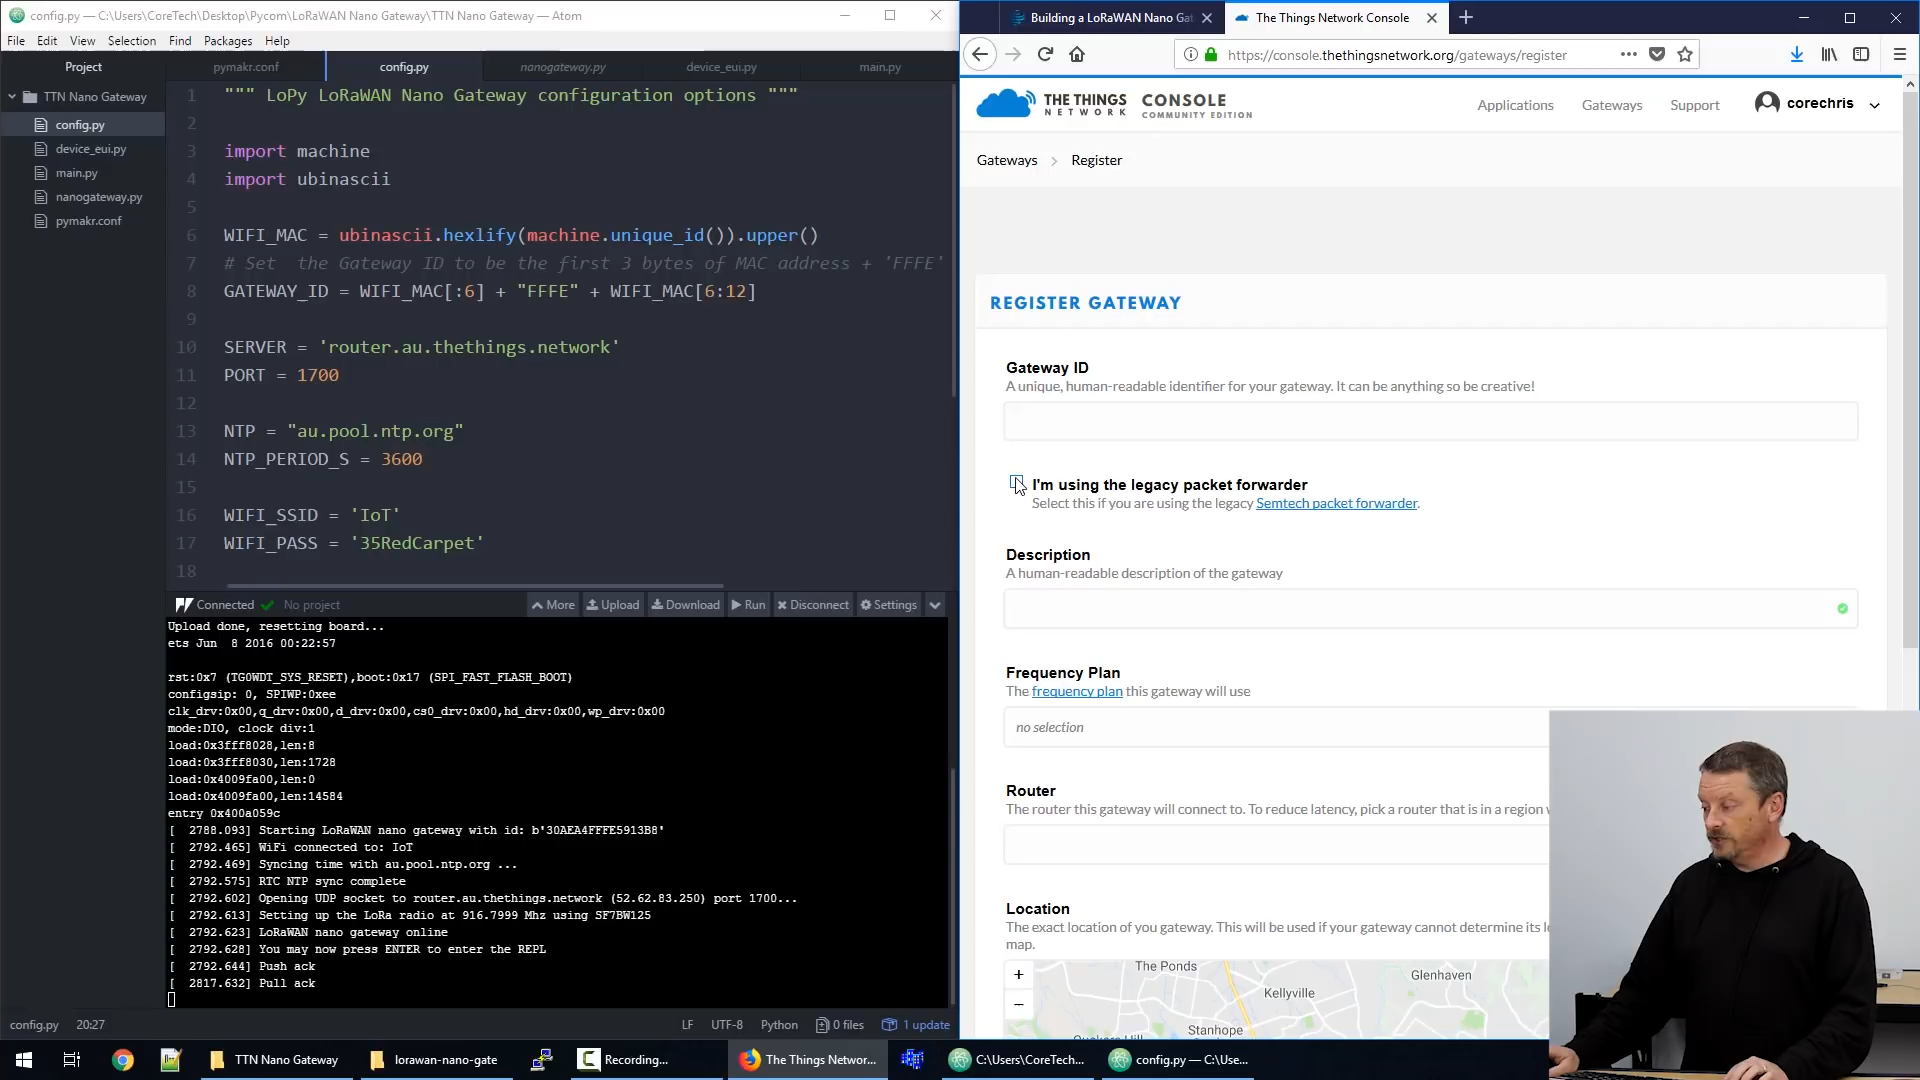 config.py — C:\Users\CoreTech\Desktop\Pycom\LoRaWAN Nano Gateway\TTN Nano Gateway — Atom
File Edit View Selection Find Packages Help
Project
TTN Nano Gateway
config.py
device_eui.py
main.py
nanogateway.py
pymakr.conf
pymakr.conf config.py nanogateway.py device_eui.py main.py
1 """ LoPy LoRaWAN Nano Gateway configuration options """
2
3 import machine
4 import ubinascii
5
6 WIFI_MAC = ubinascii.hexlify(machine.unique_id()).upper()
7 # Set  the Gateway ID to be the first 3 bytes of MAC address + 'FFFE'
8 GATEWAY_ID = WIFI_MAC[:6] + "FFFE" + WIFI_MAC[6:12]
9
10 SERVER = 'router.au.thethings.network'
11 PORT = 1700
12
13 NTP = "au.pool.ntp.org"
14 NTP_PERIOD_S = 3600
15
16 WIFI_SSID = 'IoT'
17 WIFI_PASS = '35RedCarpet'
18
Connected No project More Upload Download Run Disconnect Settings
Upload done, resetting board...
ets Jun  8 2016 00:22:57
rst:0x7 (TG0WDT_SYS_RESET),boot:0x17 (SPI_FAST_FLASH_BOOT)
configsip: 0, SPIWP:0xee
clk_drv:0x00,q_drv:0x00,d_drv:0x00,cs0_drv:0x00,hd_drv:0x00,wp_drv:0x00
mode:DIO, clock div:1
load:0x3fff8028,len:8
load:0x3fff8030,len:1728
load:0x4009fa00,len:0
load:0x4009fa00,len:14584
entry 0x400a059c
[  2788.093] Starting LoRaWAN nano gateway with id: b'30AEA4FFFE5913B8'
[  2792.465] WiFi connected to: IoT
[  2792.469] Syncing time with au.pool.ntp.org ...
[  2792.575] RTC NTP sync complete
[  2792.602] Opening UDP socket to router.au.thethings.network (52.62.83.250) port 1700...
[  2792.613] Setting up the LoRa radio at 916.7999 Mhz using SF7BW125
[  2792.623] LoRaWAN nano gateway online
[  2792.628] You may now press ENTER to enter the REPL
[  2792.644] Push ack
[  2817.632] Pull ack
config.py 20:27 LF UTF-8 Python 0 files 1 update
Building a LoRaWAN Nano Ga The Things Network Console
https://console.thethingsnetwork.org/gateways/register
THE THINGS NETWORK CONSOLE COMMUNITY EDITION
Applications Gateways Support corechris
Gateways Register
REGISTER GATEWAY
Gateway ID
A unique, human-readable identifier for your gateway. It can be anything so be creative!
I'm using the legacy packet forwarder
Select this if you are using the legacy Semtech packet forwarder.
Description
A human-readable description of the gateway
Frequency Plan
The frequency plan this gateway will use
no selection
Router
The router this gateway will connect to. To reduce latency, pick a router that is in a region
Location
The exact location of you gateway. This will be used if your gateway cannot determine its
map.
+
−
The Ponds
Glenhaven
Kellyville
Stanhope
TTN Nano Gateway lorawan-nano-gate Recording... The Things Networ... C:\Users\CoreTech... config.py — C:\Use...